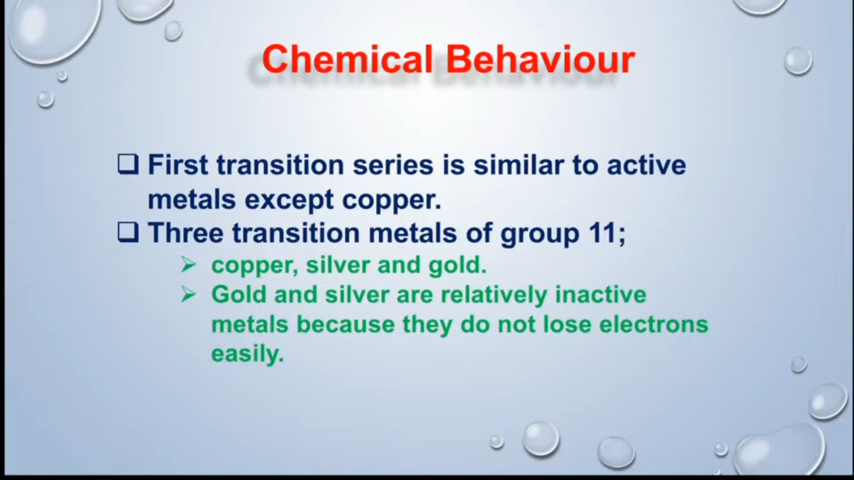 Chemical Behaviour
❑ First transition series is similar to active
metals except copper.
❑ Three transition metals of group 11;
➢ copper, silver and gold.
➢ Gold and silver are relatively inactive
metals because they do not lose electrons
easily.